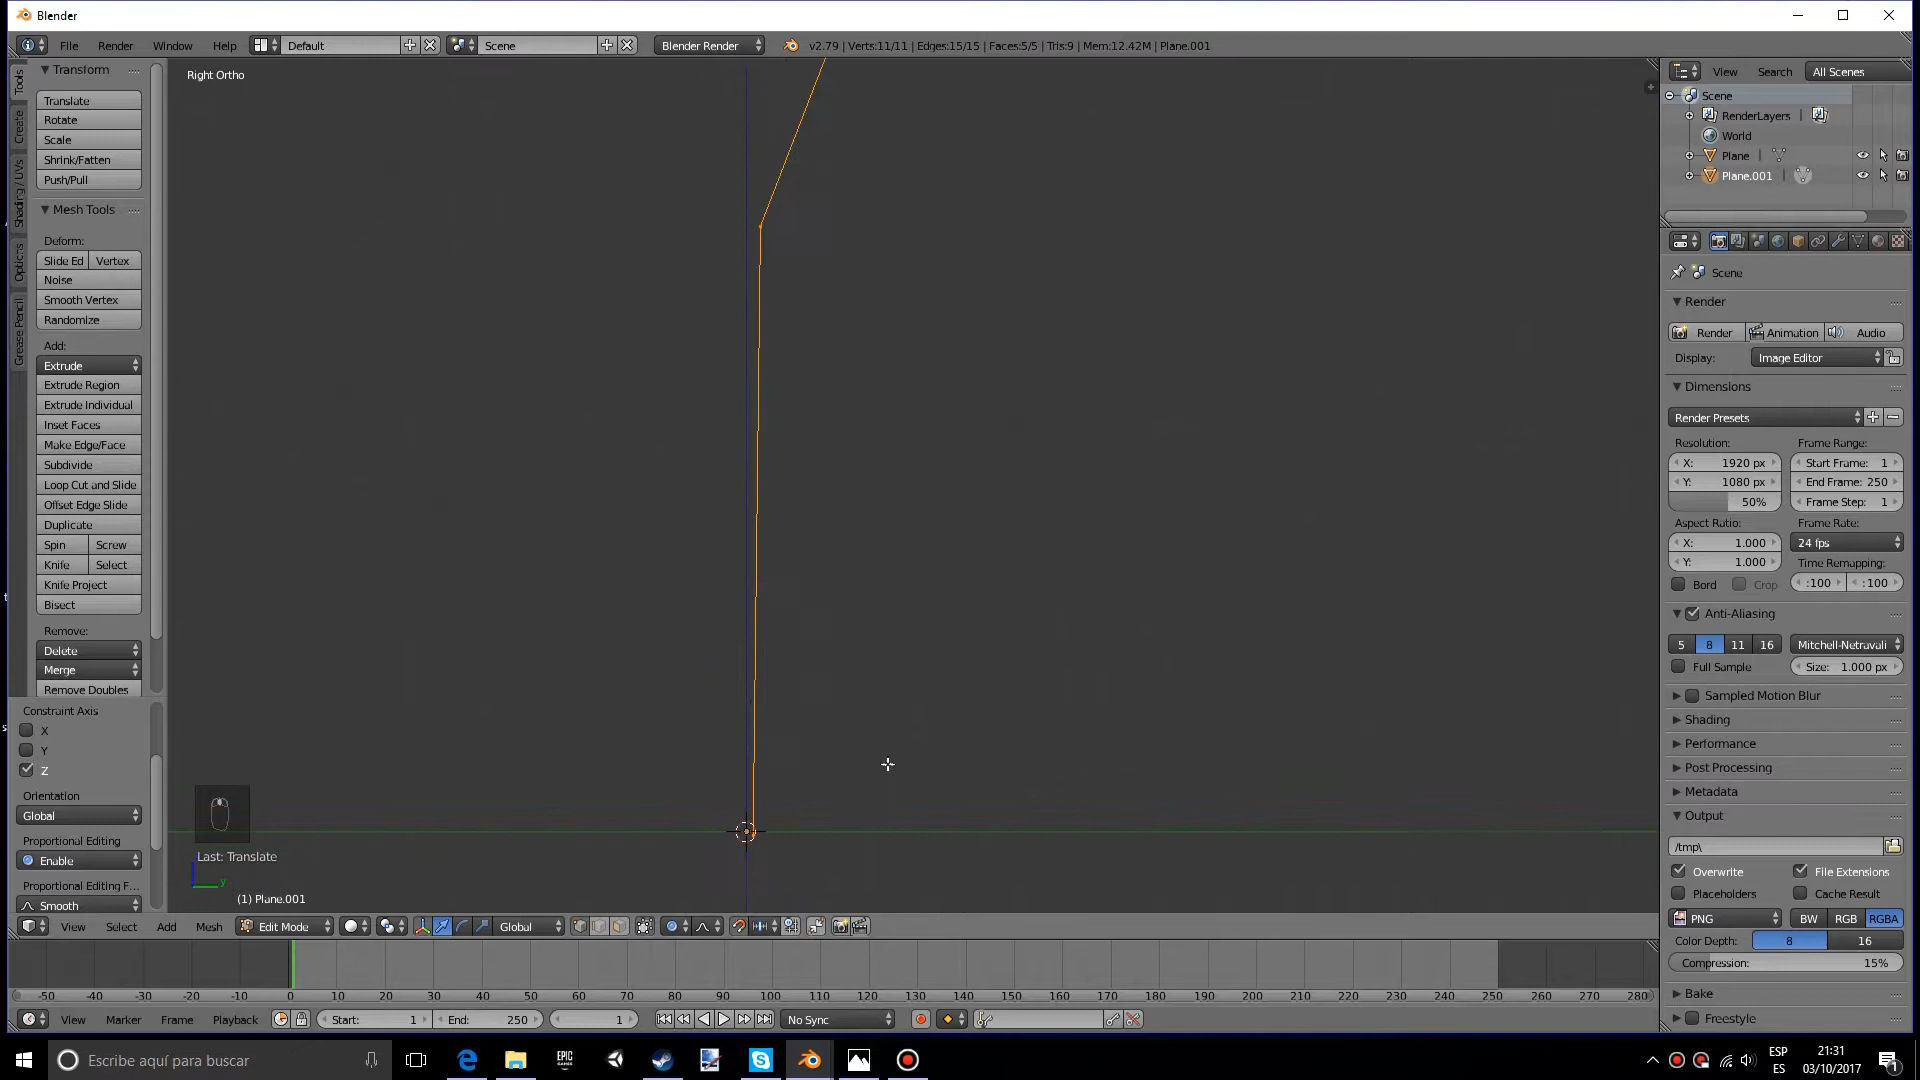 Blender
File Render Window Help Default Scene Blender Render v2.79 | Verts:11/11 | Edges:15/15 | Faces:5/5 | Tris:9 | Mem:12.42M | Plane.001
Tools
Create
Shading / UVs
Options
Grease Pencil
Transform
Translate
Rotate
Scale
Shrink/Fatten
Push/Pull
Mesh Tools
Deform:
Slide Ed Vertex
Noise
Smooth Vertex
Randomize
Add:
Extrude
Extrude Region
Extrude Individual
Inset Faces
Make Edge/Face
Subdivide
Loop Cut and Slide
Offset Edge Slide
Duplicate
Spin Screw
Knife Select
Knife Project
Bisect
Remove:
Delete
Merge
Remove Doubles
Constraint Axis
X
Y
Z
Orientation
Global
Proportional Editing
Enable
Proportional Editing F...
Smooth
Right Ortho
Last: Translate
y
(1) Plane.001
View Select Add Mesh Edit Mode Global
-50 -40 -30 -20 -10 0 10 20 30 40 50 60 70 80 90 100 110 120 130 140 150 160 170 180 190 200 210 220 230 240 250 260 270 280
View Marker Frame Playback Start: 1 End: 250 1 No Sync
View Search All Scenes
Scene
RenderLayers |
World
Plane |
Plane.001 |
Scene
Render
Render Animation Audio
Display: Image Editor
Dimensions
Render Presets
Resolution: Frame Range:
X: 1920 px Start Frame: 1
Y: 1080 px End Frame: 250
50% Frame Step: 1
Aspect Ratio: Frame Rate:
X: 1.000 24 fps
Y: 1.000 Time Remapping:
Bord Crop :100 :100
Anti-Aliasing
5 8 11 16 Mitchell-Netravali
Full Sample Size: 1.000 px
Sampled Motion Blur
Shading
Performance
Post Processing
Metadata
Output
/tmp\
Overwrite File Extensions
Placeholders Cache Result
PNG BW RGB RGBA
Color Depth: 8 16
Compression: 15%
Bake
Freestyle
Escribe aquí para buscar
EPIC GAMES
ESP
ES
21:31
03/10/2017
1